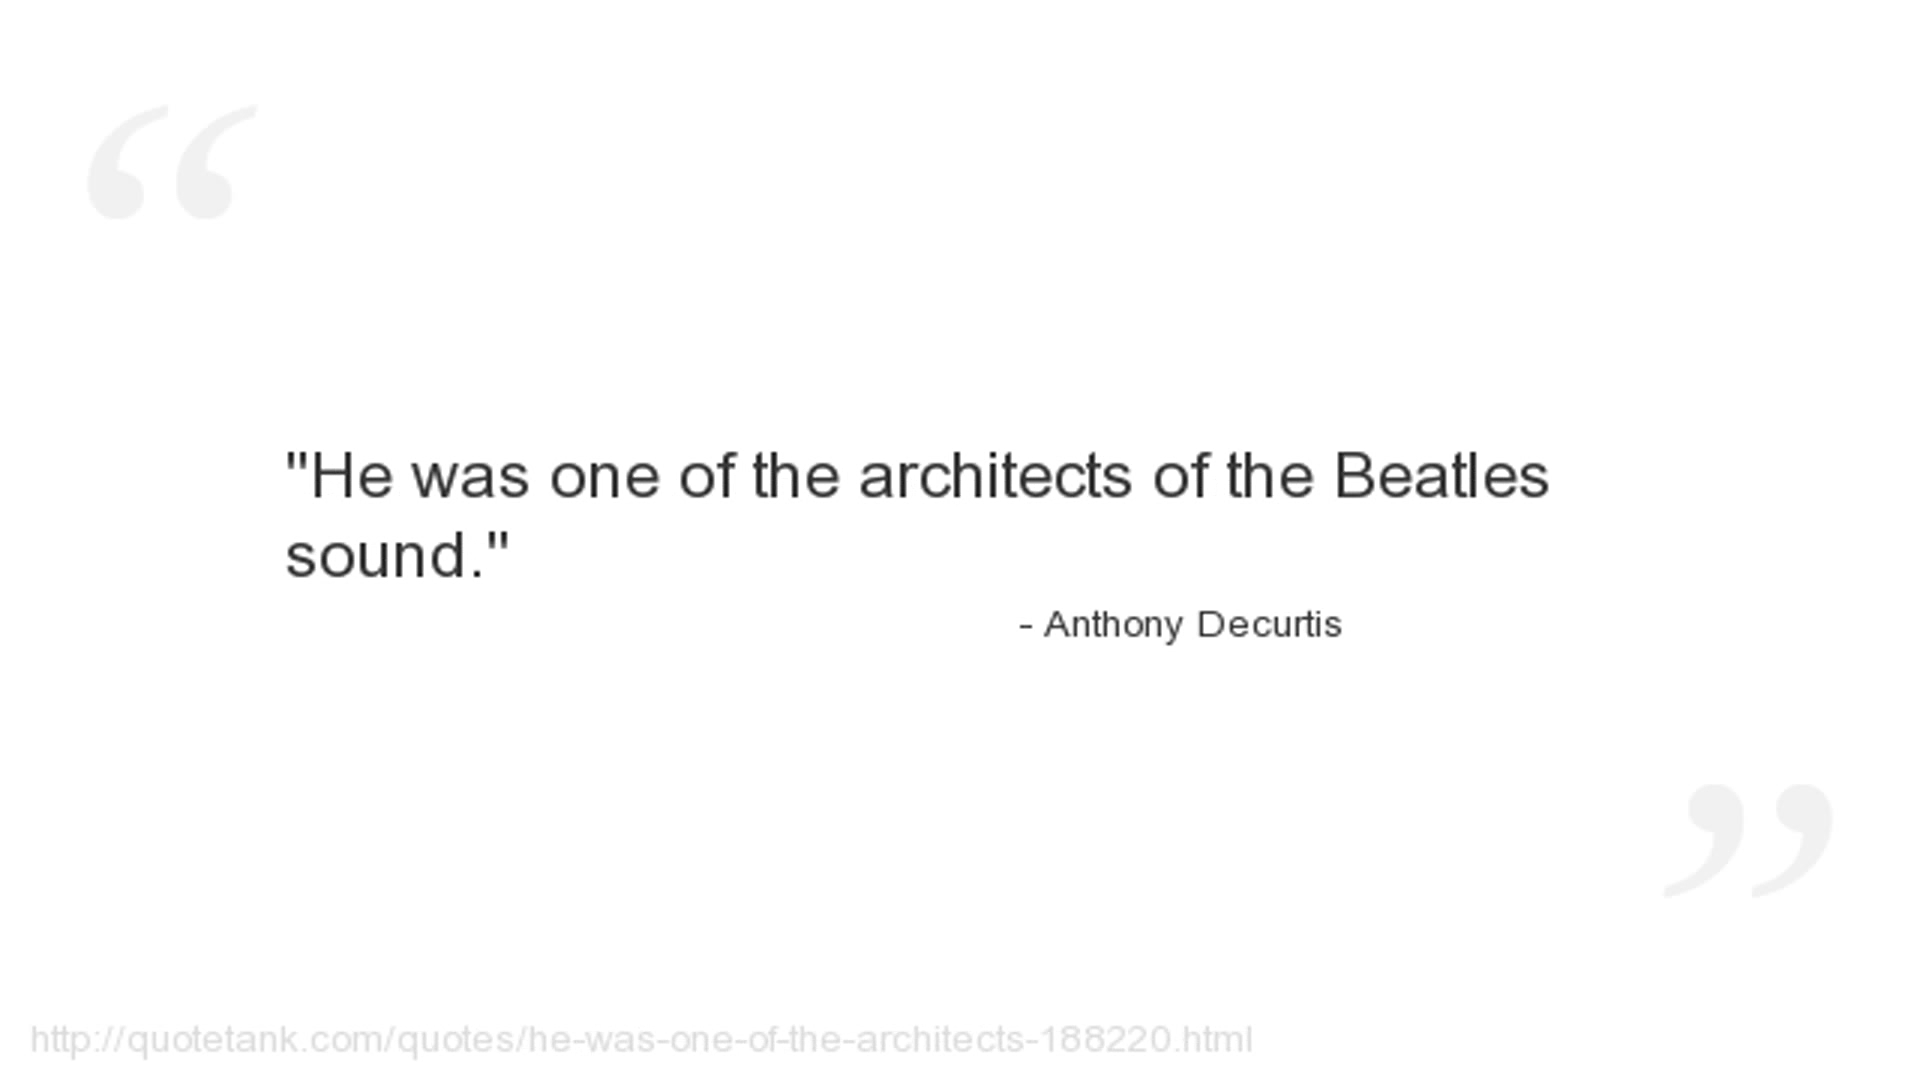 "He was one of the architects of the Beatles
sound."
- Anthony Decurtis
http://quotetank.com/quotes/he-was-one-of-the-architects-188220.html